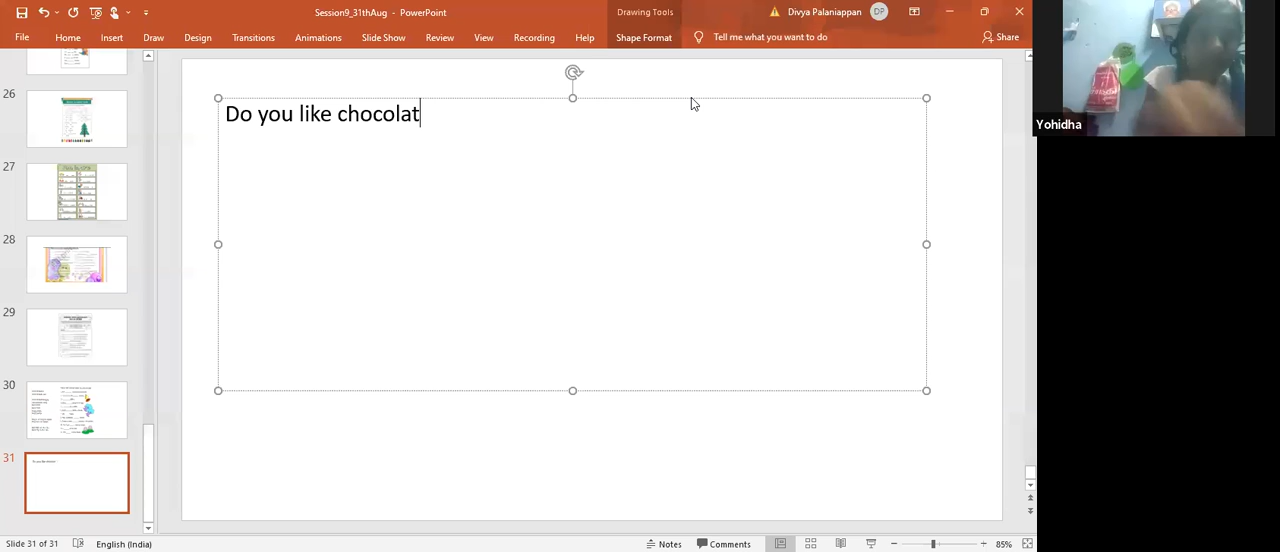 Session9_31thAug - PowerPoint
Drawing Tools
Divya Palaniappan
DP
File
Home
Insert
Draw
Design
Transitions
Animations
Slide Show
Review
View
Recording
Help
Shape Format
Tell me what you want to do
Share
Yohidha
26
27
28
29
30
31
Do you like chocolat
Slide 31 of 31
English (India)
Notes
Comments
85%